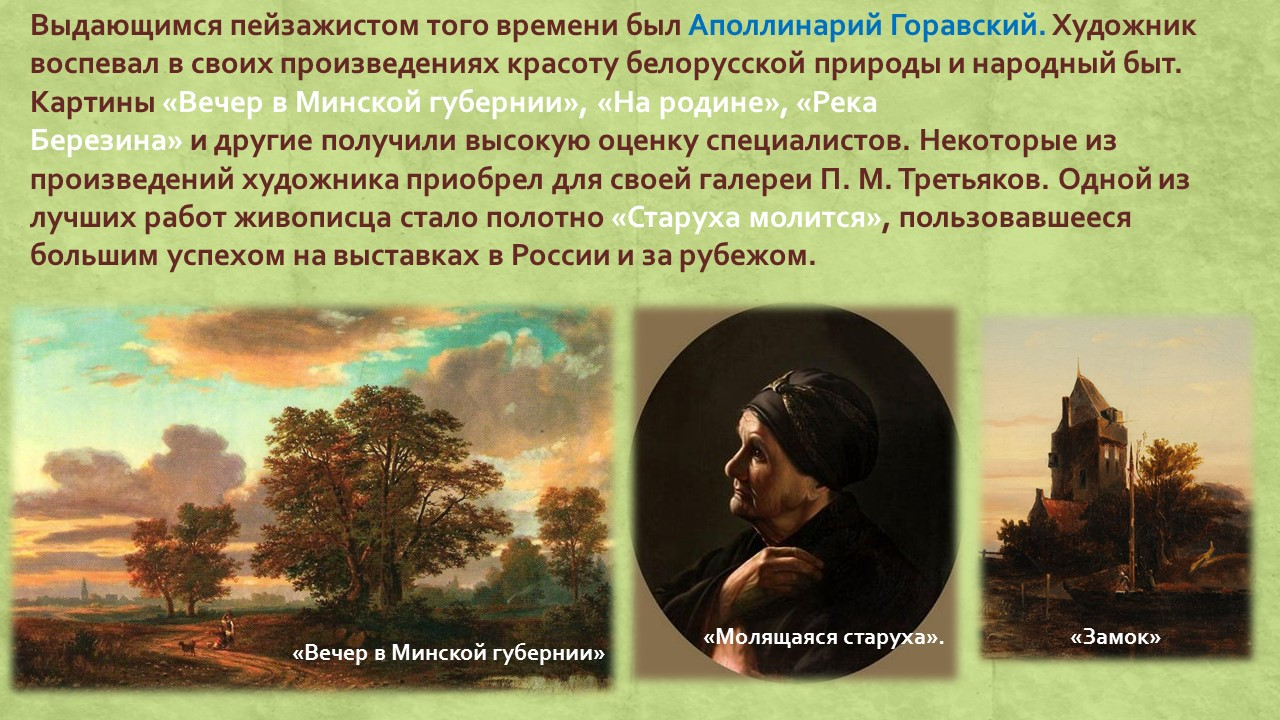 Выдающимся пейзажистом того времени был Аполлинарий Горавский. Художник
воспевал в своих произведениях красоту белорусской природы и народный быт.
Картины «Вечер в Минской губернии», «На родине», «Река
Березина» и другие получили высокую оценку специалистов. Некоторые из
произведений художника приобрел для своей галереи П. М. Третьяков. Одной из
лучших работ живописца стало полотно «Старуха молится», пользовавшееся
большим успехом на выставках в России и за рубежом.
«Вечер в Минской губернии»
«Молящаяся старуха».
«Замок»